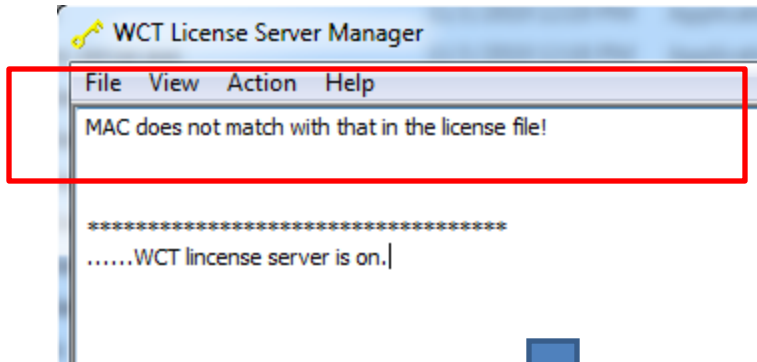 WCT License Server Manager
File View Action Help
MAC does not match with that in the license file!
************************************
......WCT lincense server is on.